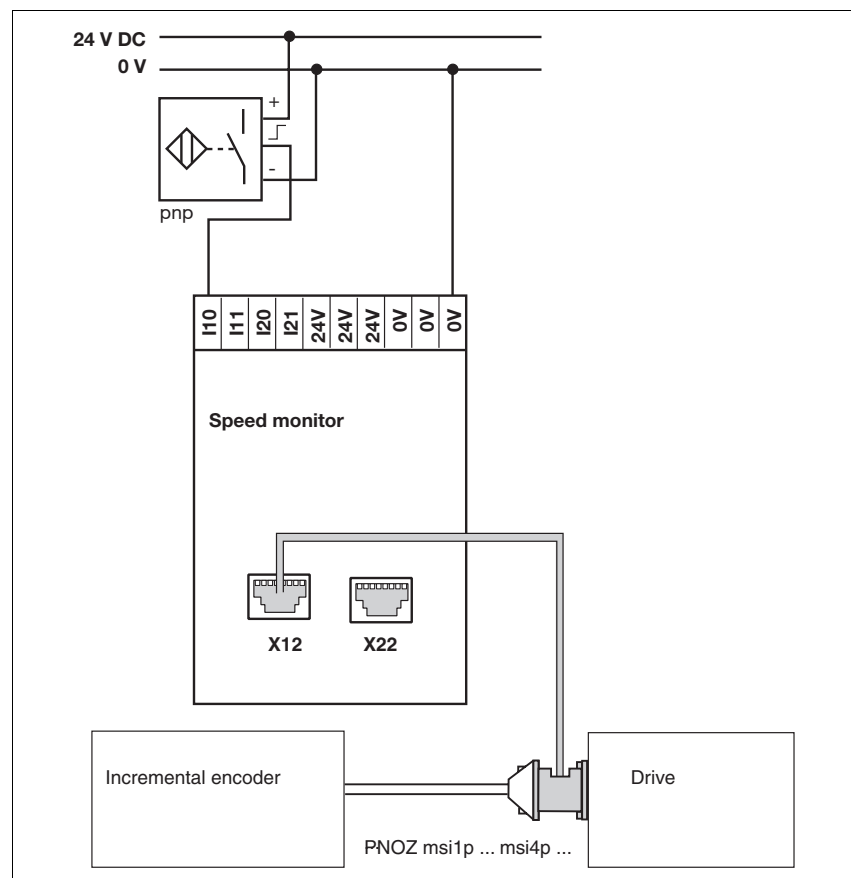 24 V DC
0 V
+
-
pnp
I10 I11 I20 I21 24V 24V 24V 0V 0V 0V
Speed monitor
X12 X22
Incremental encoder
Drive
PNOZ msi1p ... msi4p ...